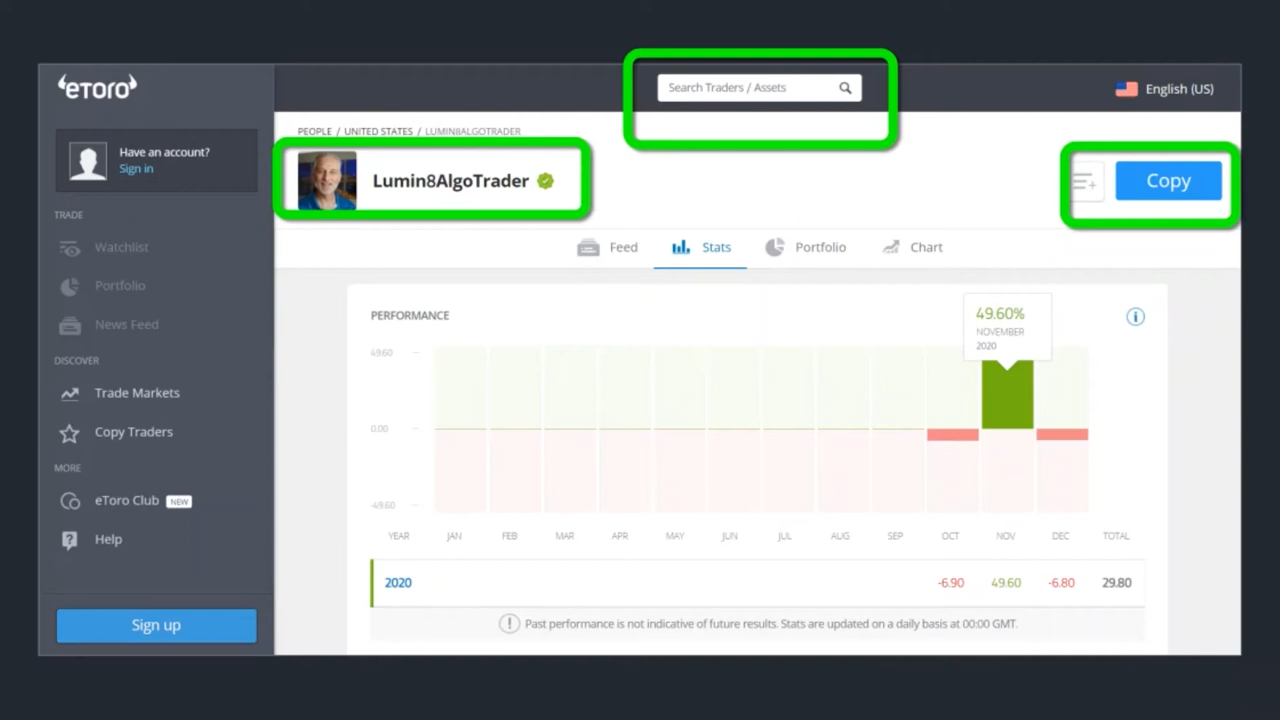 eTORO
Search Traders / Assets
English (US)
Have an account?
Sign in
TRADE
Watchlist
Portfolio
News Feed
DISCOVER
Trade Markets
Copy Traders
MORE
eToro Club NEW
Help
Sign up
PEOPLE / UNITED STATES / LUMIN8ALGOTRADER
Lumin8AlgoTrader
Copy
Feed Stats Portfolio Chart
PERFORMANCE
49.60%
NOVEMBER
2020
49.60
0.00
-49.60
YEAR JAN FEB MAR APR MAY JUN JUL AUG SEP OCT NOV DEC TOTAL
2020 -6.90 49.60 -6.80 29.80
Past performance is not indicative of future results. Stats are updated on a daily basis at 00:00 GMT.